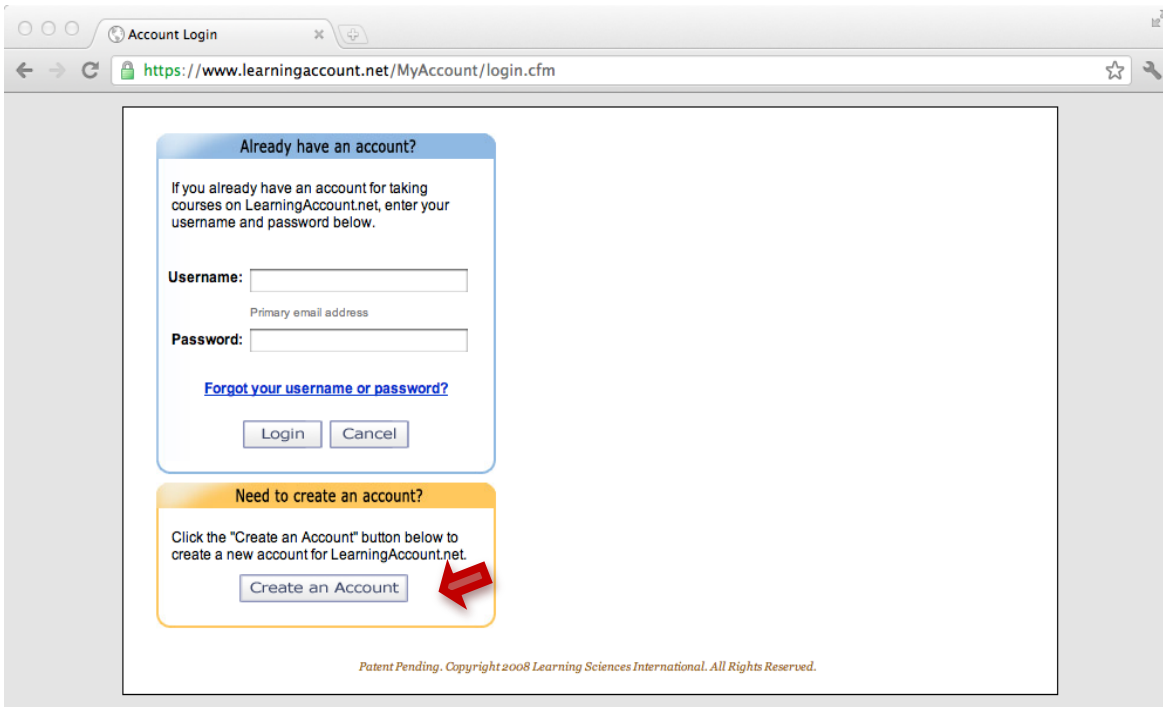 Account Login
https://www.learningaccount.net/MyAccount/login.cfm
Already have an account?
If you already have an account for taking
courses on LearningAccount.net, enter your
username and password below.
Username:
Primary email address
Password:
Forgot your username or password?
Login Cancel
Need to create an account?
Click the "Create an Account" button below to
create a new account for LearningAccount.net.
Create an Account
Patent Pending. Copyright 2008 Learning Sciences International. All Rights Reserved.